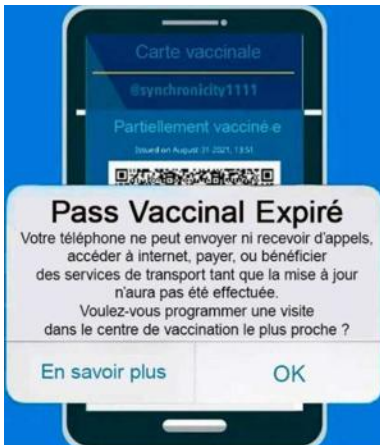 Carte vaccinale
@synchronicity1111
Partiellement vacciné·e
Issued on August 31 2021, 13:51
Pass Vaccinal Expiré
Votre téléphone ne peut envoyer ni recevoir d'appels,
accéder à internet, payer, ou bénéficier
des services de transport tant que la mise à jour
n'aura pas été effectuée.
Voulez-vous programmer une visite
dans le centre de vaccination le plus proche ?
En savoir plus
OK